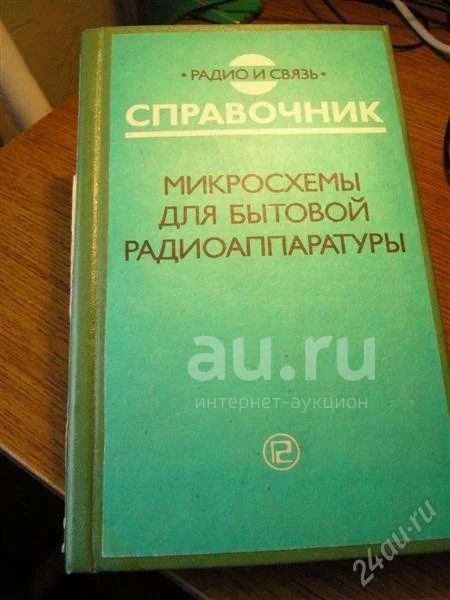 • РАДИО И СВЯЗЬ •
СПРАВОЧНИК
МИКРОСХЕМЫ
ДЛЯ БЫТОВОЙ
РАДИОАППАРАТУРЫ
au.ru
интернет-аукцион
24au.ru